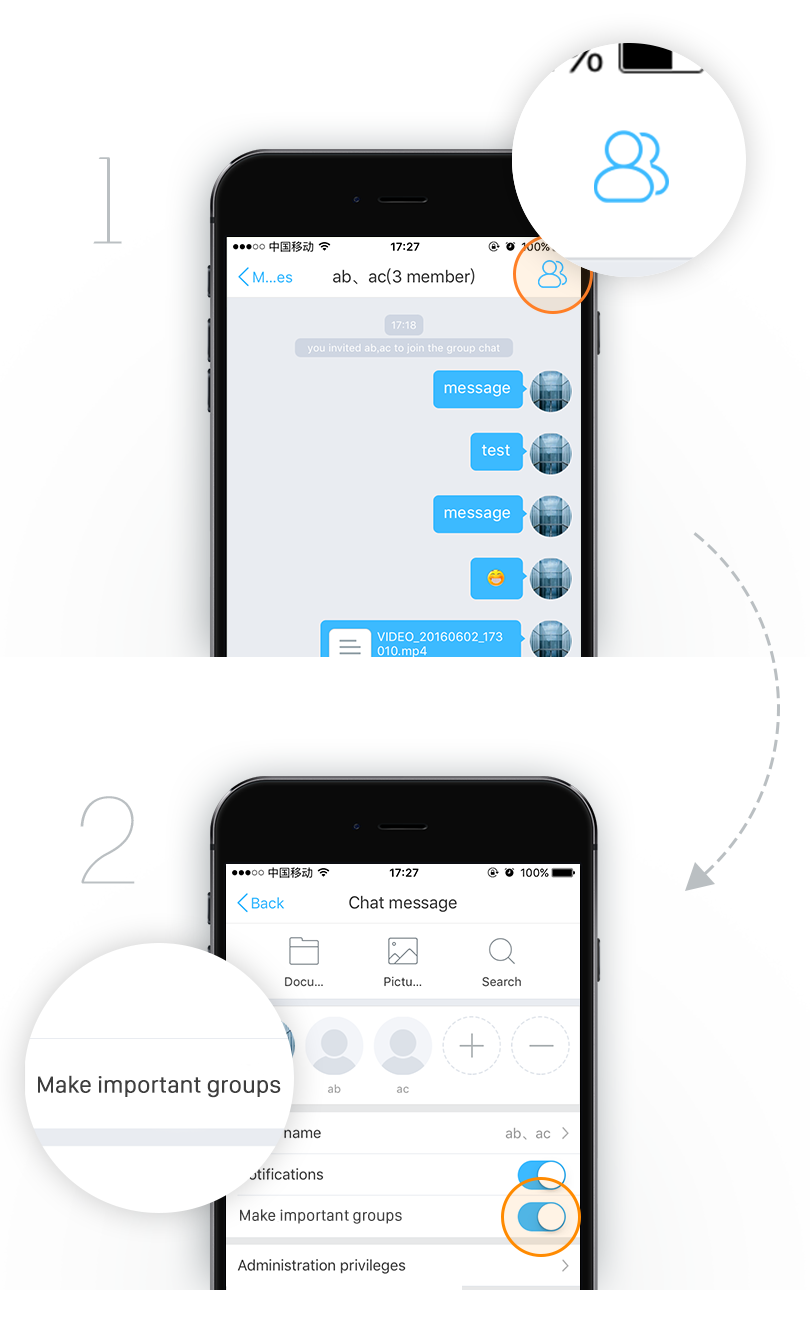 %
1
中国移动
17:27
100%
M...es
ab、ac(3 member)
17:18
you invited ab,ac to join the group chat
message
test
message
VIDEO_20160602_173
010.mp4
2
中国移动
17:27
100%
Back
Chat message
Docu...
Pictu...
Search
ab
ac
Make important groups
name
ab、ac
otifications
Make important groups
Administration privileges